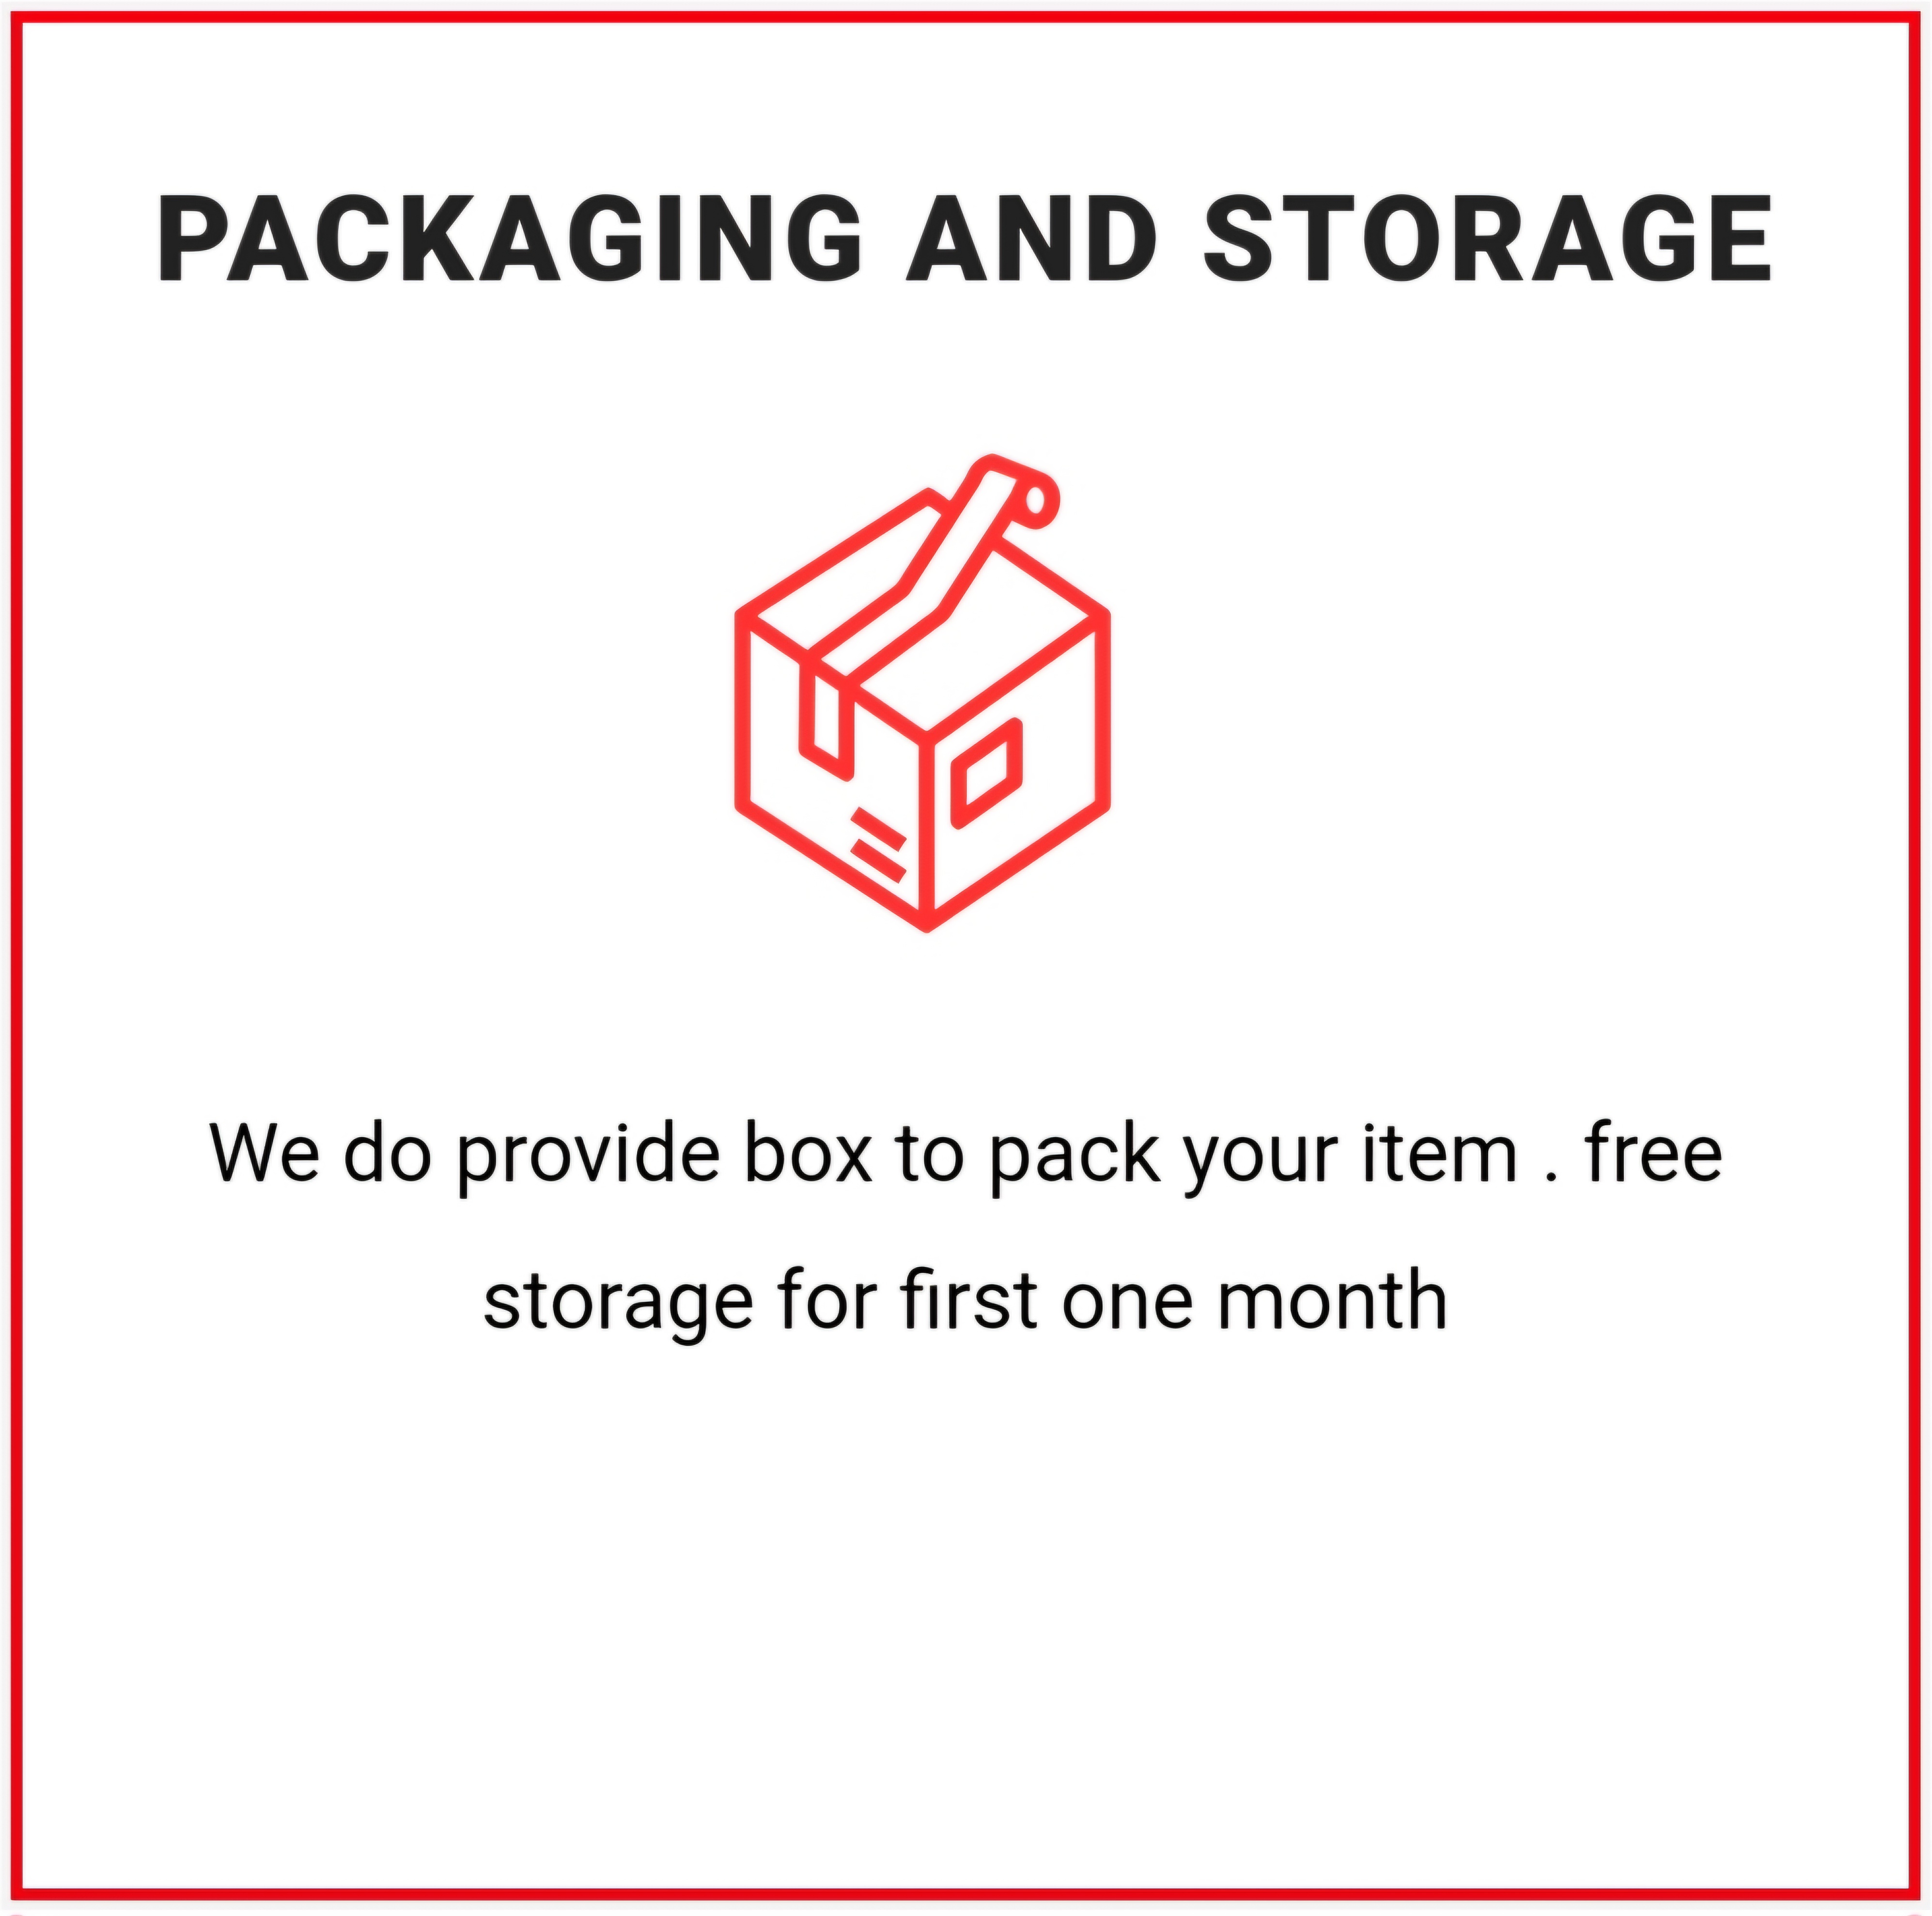 PACKAGING AND STORAGE
We do provide box to pack your item . free
storage for first one month